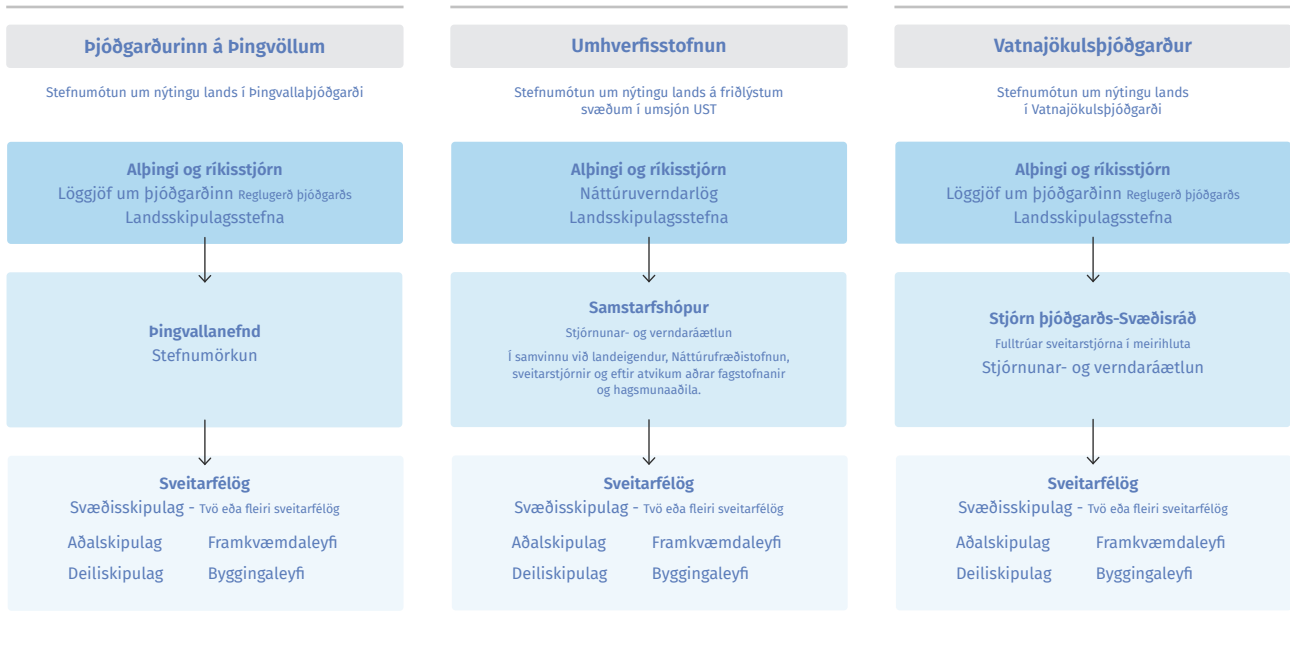 Þjóðgarðurinn á Þingvöllum
Stefnumótun um nýtingu lands í Þingvallaþjóðgarði
Alþingi og ríkisstjórn
Löggjöf um þjóðgarðinn Reglugerð þjóðgarðs
Landsskipulagsstefna
Þingvallanefnd
Stefnumörkun
Sveitarfélög
Svæðisskipulag - Tvö eða fleiri sveitarfélög
Aðalskipulag Framkvæmdaleyfi
Deiliskipulag Byggingaleyfi
Umhverfisstofnun
Stefnumótun um nýtingu lands á friðlýstum
svæðum í umsjón UST
Alþingi og ríkisstjórn
Náttúruverndarlög
Landsskipulagsstefna
Samstarfshópur
Stjórnunar- og verndaráætlun
Í samvinnu við landeigendur, Náttúrufræðistofnun,
sveitarstjórnir og eftir atvikum aðrar fagstofnanir
og hagsmunaaðila.
Sveitarfélög
Svæðisskipulag - Tvö eða fleiri sveitarfélög
Aðalskipulag Framkvæmdaleyfi
Deiliskipulag Byggingaleyfi
Vatnajökulsþjóðgarður
Stefnumótun um nýtingu lands
í Vatnajökulsþjóðgarði
Alþingi og ríkisstjórn
Löggjöf um þjóðgarðinn Reglugerð þjóðgarðs
Landsskipulagsstefna
Stjórn þjóðgarðs-Svæðisráð
Fulltrúar sveitarstjórna í meirihluta
Stjórnunar- og verndaráætlun
Sveitarfélög
Svæðisskipulag - Tvö eða fleiri sveitarfélög
Aðalskipulag Framkvæmdaleyfi
Deiliskipulag Byggingaleyfi